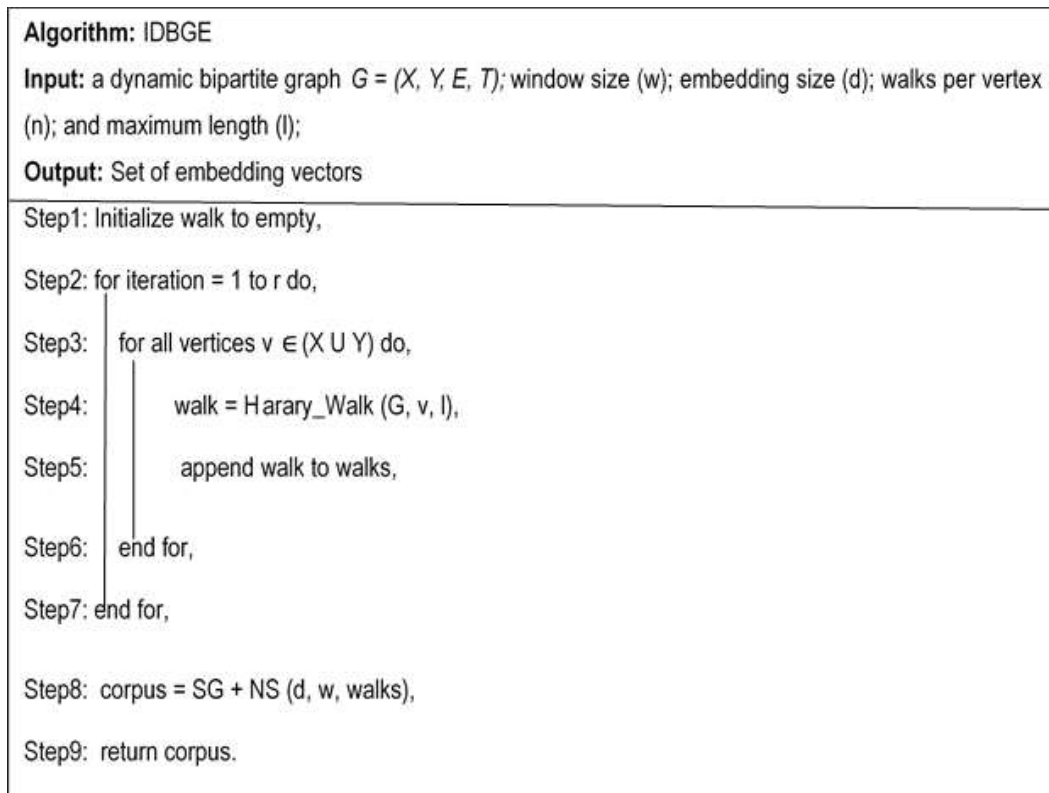 Algorithm: IDBGE
Input: a dynamic bipartite graph G = (X, Y, E, T); window size (w); embedding size (d); walks per vertex
(n); and maximum length (l);
Output: Set of embedding vectors
Step1: Initialize walk to empty,
Step2: for iteration = 1 to r do,
Step3: for all vertices v ∈ (X U Y) do,
Step4: walk = Harary_Walk (G, v, l),
Step5: append walk to walks,
Step6: end for,
Step7: end for,
Step8: corpus = SG + NS (d, w, walks),
Step9: return corpus.